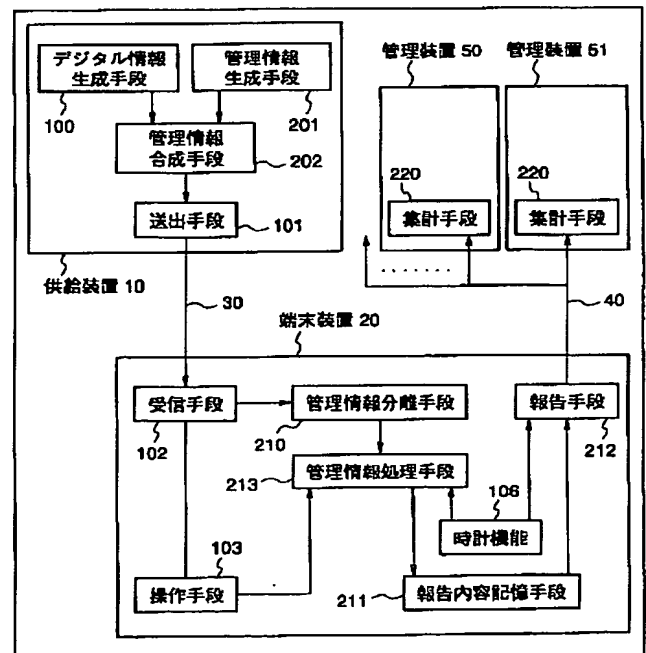 デジタル情報
生成手段
100
管理情報
生成手段
201
管理情報
合成手段
202
送出手段
101
供給装置 10
管理装置 50
220
集計手段
管理装置 51
220
集計手段
........
30
40
端末装置 20
受信手段
102
管理情報分離手段
210
報告手段
212
管理情報処理手段
213
106
時計機能
103
操作手段
報告内容記憶手段
211